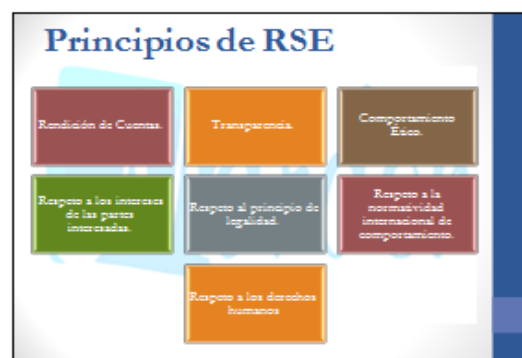 Principios de RSE
Rendición de Cuentas.
Transparencia.
Comportamiento
Ético.
Respeto a los intereses
de las partes
interesadas.
Respeto al principio de
legalidad.
Respeto a la
normatividad
internacional de
comportamiento.
Respeto a los derechos
humanos